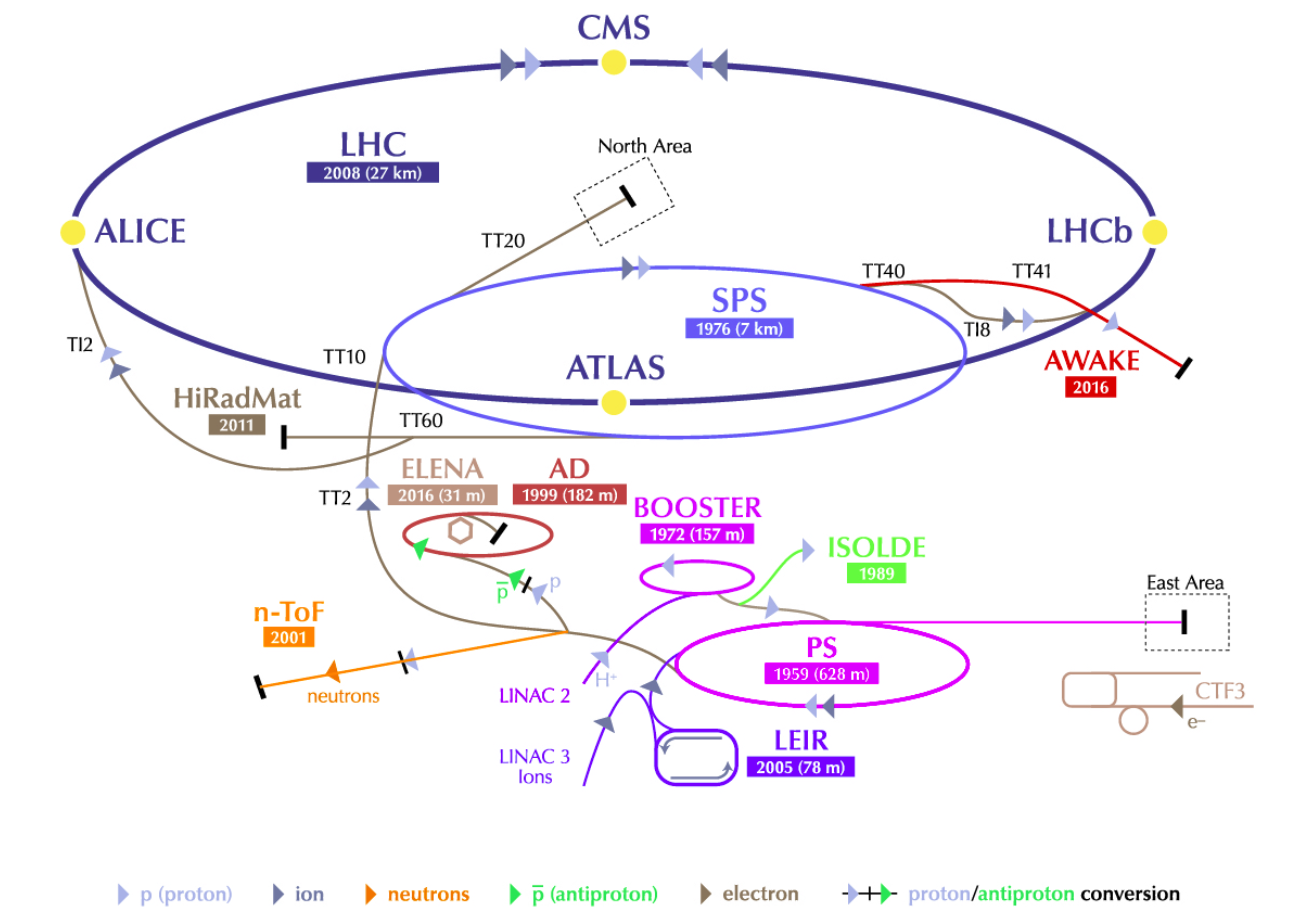 CMS
LHC
2008 (27 km)
North Area
ALICE
LHCb
TT20
TT40
TT41
SPS
1976 (7 km)
TI8
TI2
TT10
ATLAS
AWAKE
2016
HiRadMat
2011
TT60
ELENA
2016 (31 m)
AD
1999 (182 m)
TT2
BOOSTER
1972 (157 m)
ISOLDE
1989
p
p̅
East Area
n-ToF
2001
PS
1959 (628 m)
neutrons
H⁺
LINAC 2
CTF3
e–
LEIR
2005 (78 m)
LINAC 3
Ions
p (proton)
ion
neutrons
p̅ (antiproton)
electron
proton/antiproton conversion